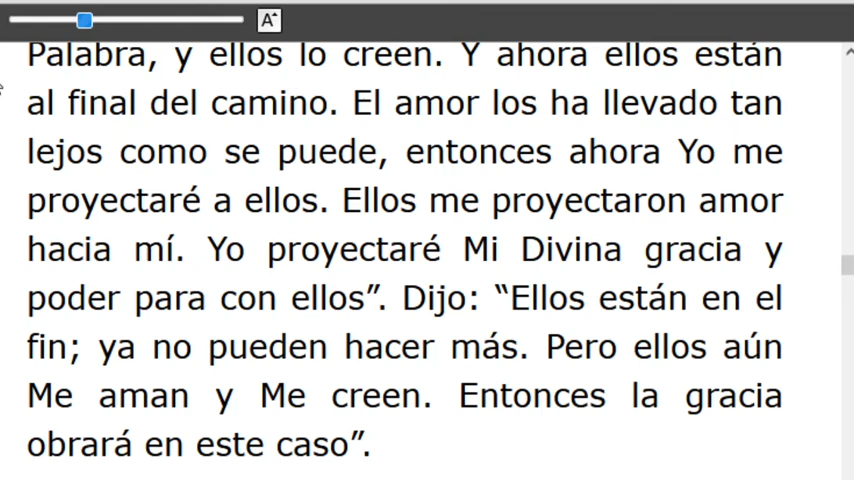 A
Palabra, y ellos lo creen. Y ahora ellos están
al final del camino. El amor los ha llevado tan
lejos como se puede, entonces ahora Yo me
proyectaré a ellos. Ellos me proyectaron amor
hacia mí. Yo proyectaré Mi Divina gracia y
poder para con ellos”. Dijo: “Ellos están en el
fin; ya no pueden hacer más. Pero ellos aún
Me aman y Me creen. Entonces la gracia
obrará en este caso”.